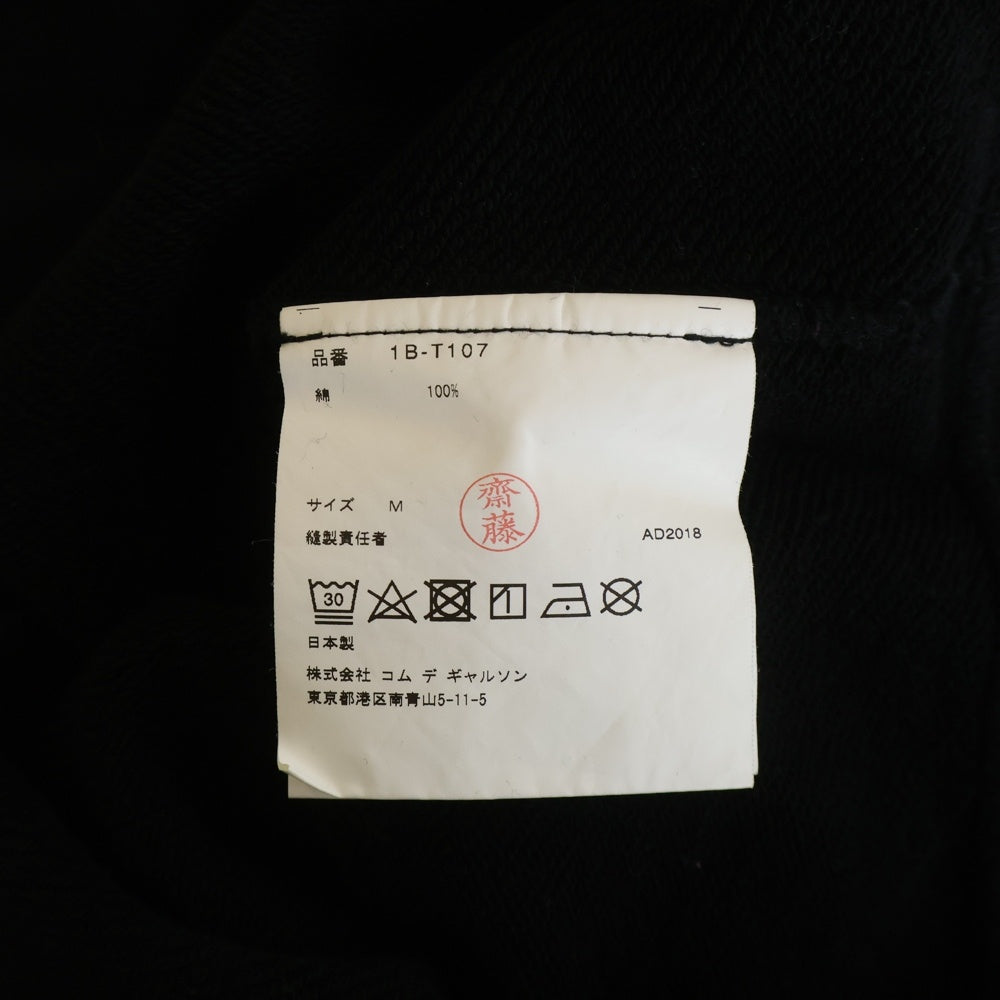 品番 1B-T107
綿 100%
サイズ M
齋藤
縫製責任者 AD2018
30
日本製
株式会社 コム デ ギャルソン
東京都港区南青山5-11-5